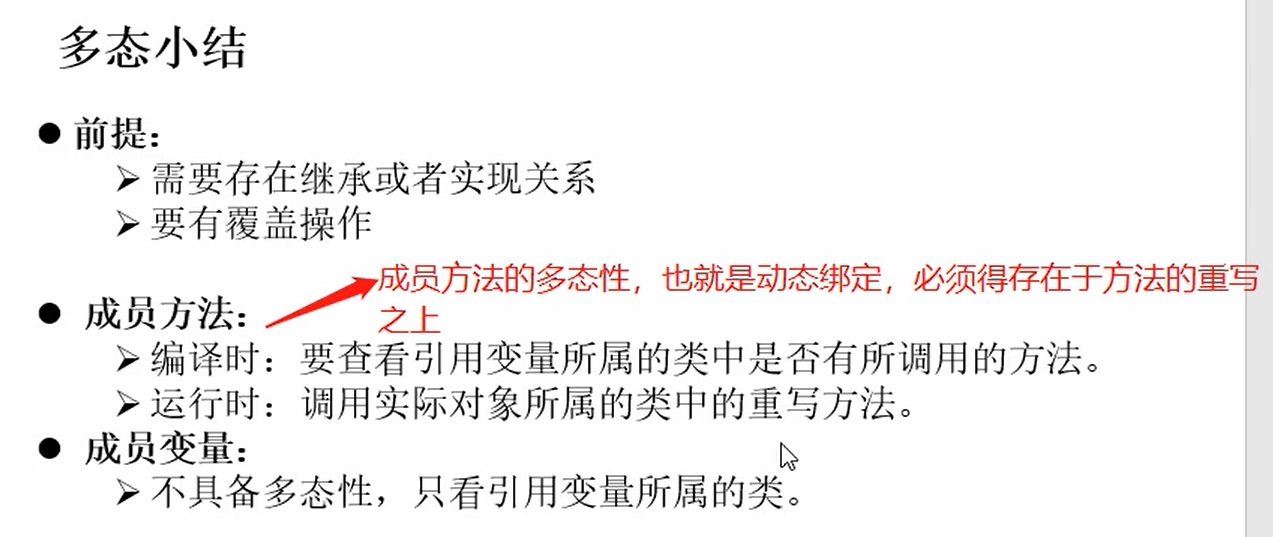 多态小结
前提：
需要存在继承或者实现关系
要有覆盖操作
成员方法的多态性，也就是动态绑定，必须得存在于方法的重写
之上
成员方法：
编译时：要查看引用变量所属的类中是否有所调用的方法。
运行时：调用实际对象所属的类中的重写方法。
成员变量：
不具备多态性，只看引用变量所属的类。